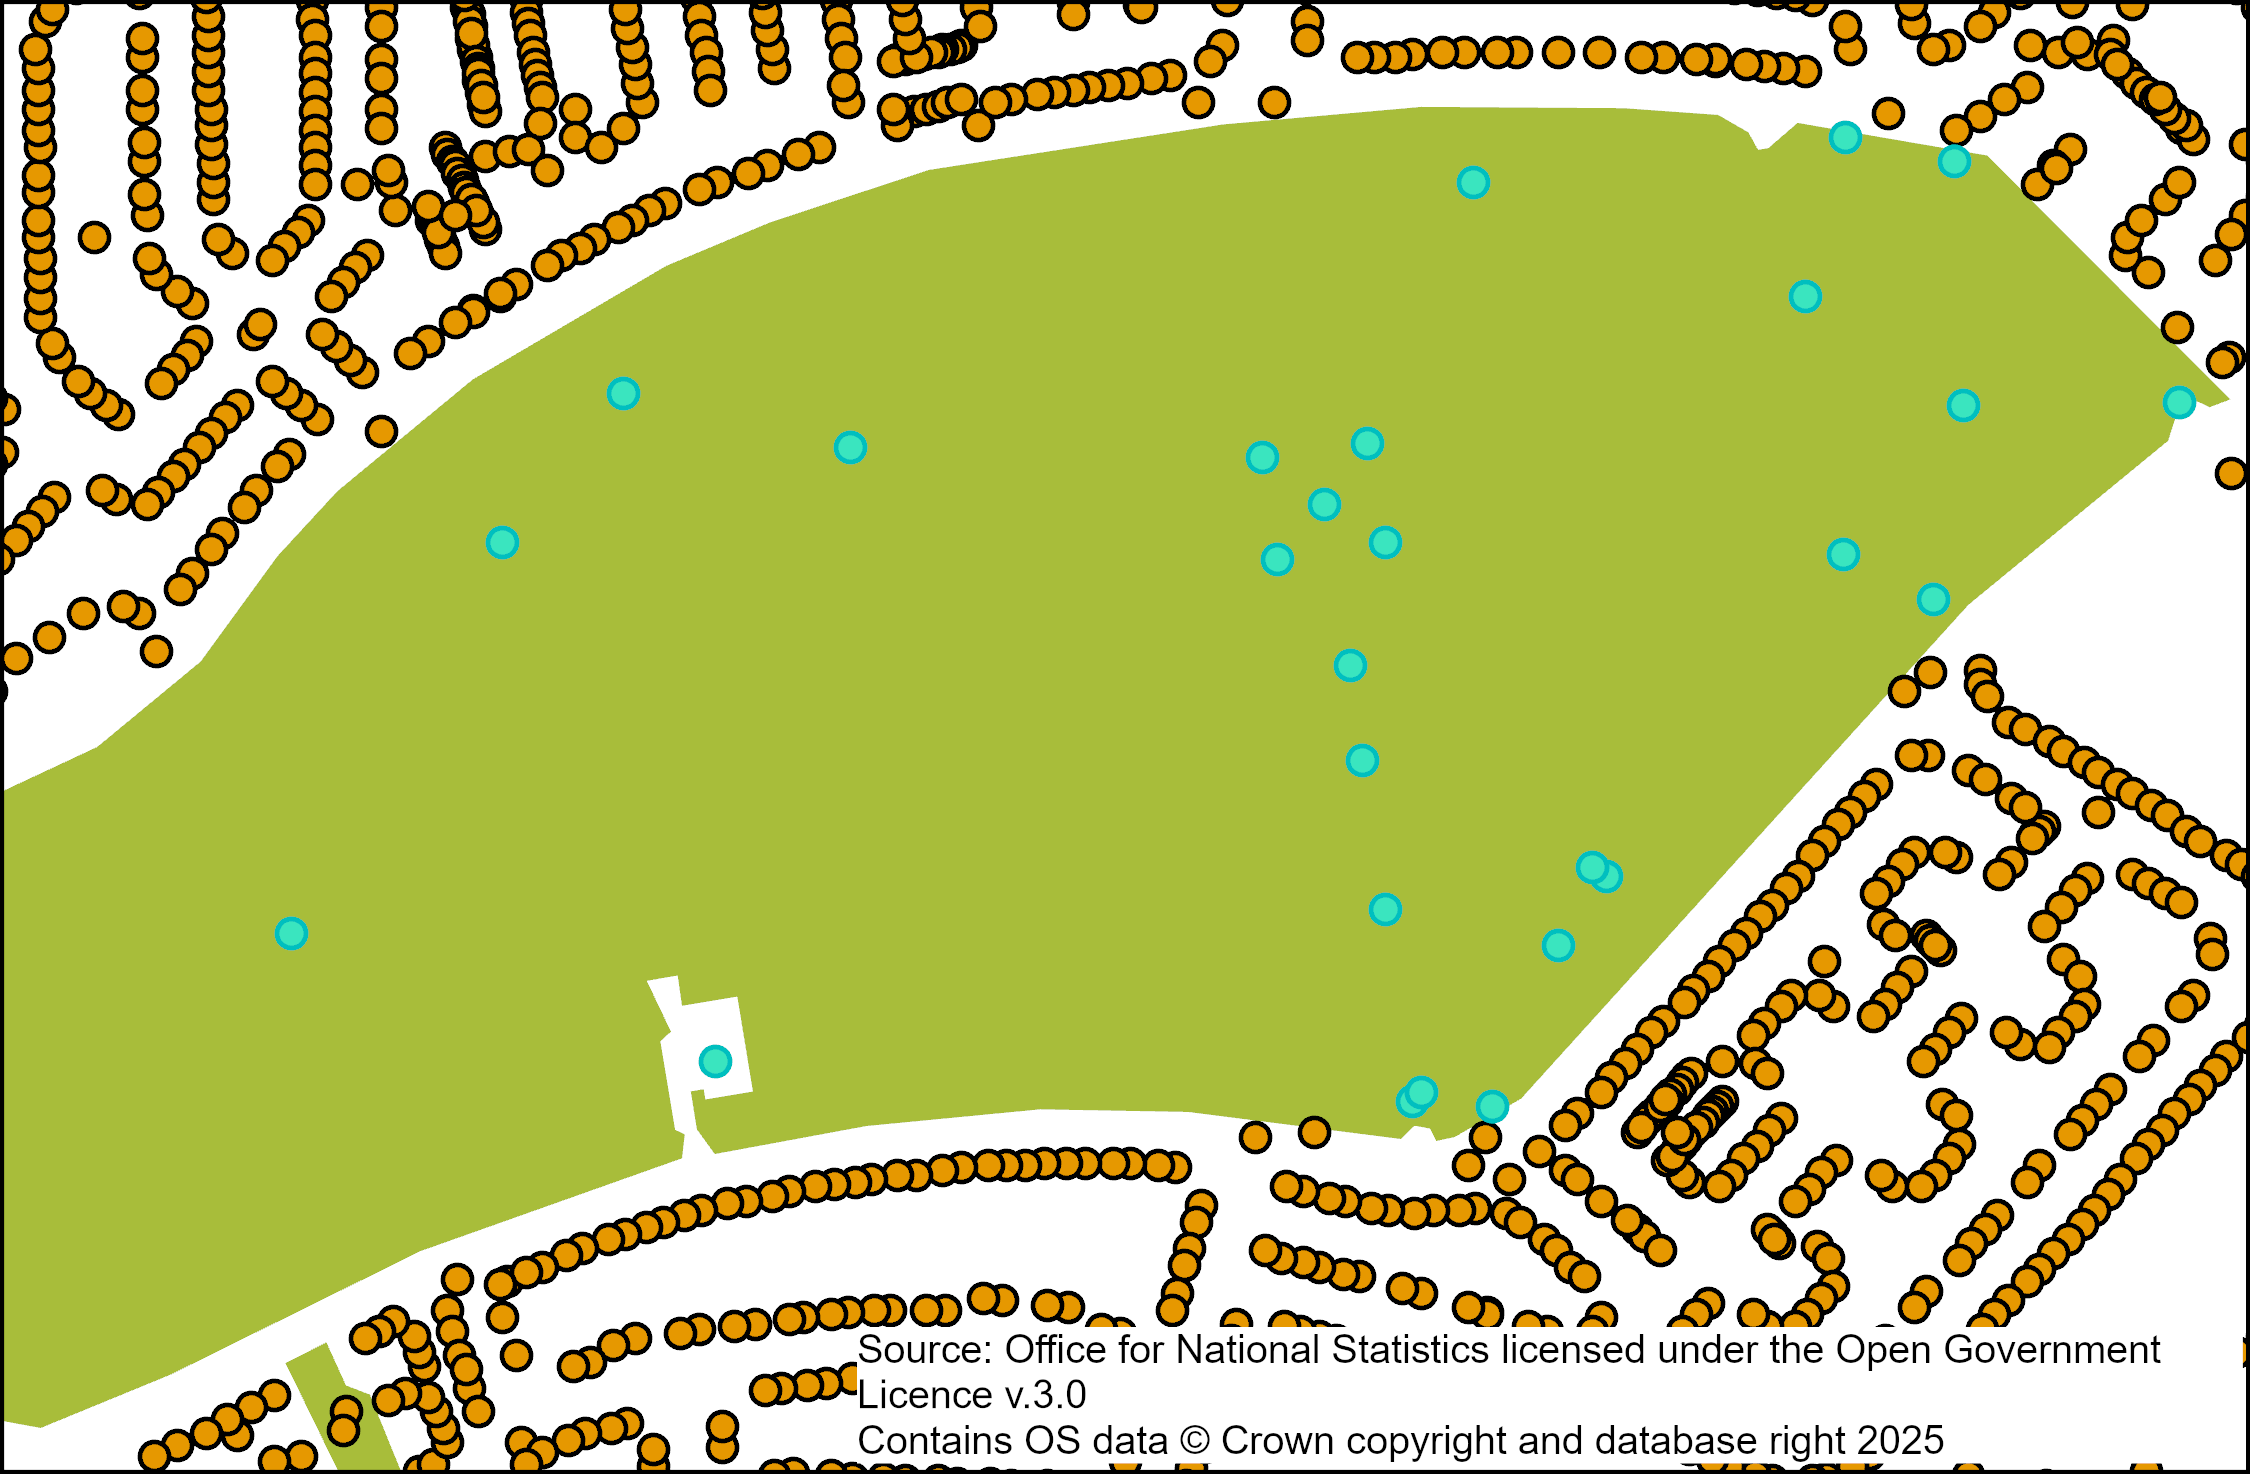 Source: Office for National Statistics licensed under the Open Government
Licence v.3.0
Contains OS data © Crown copyright and database right 2025